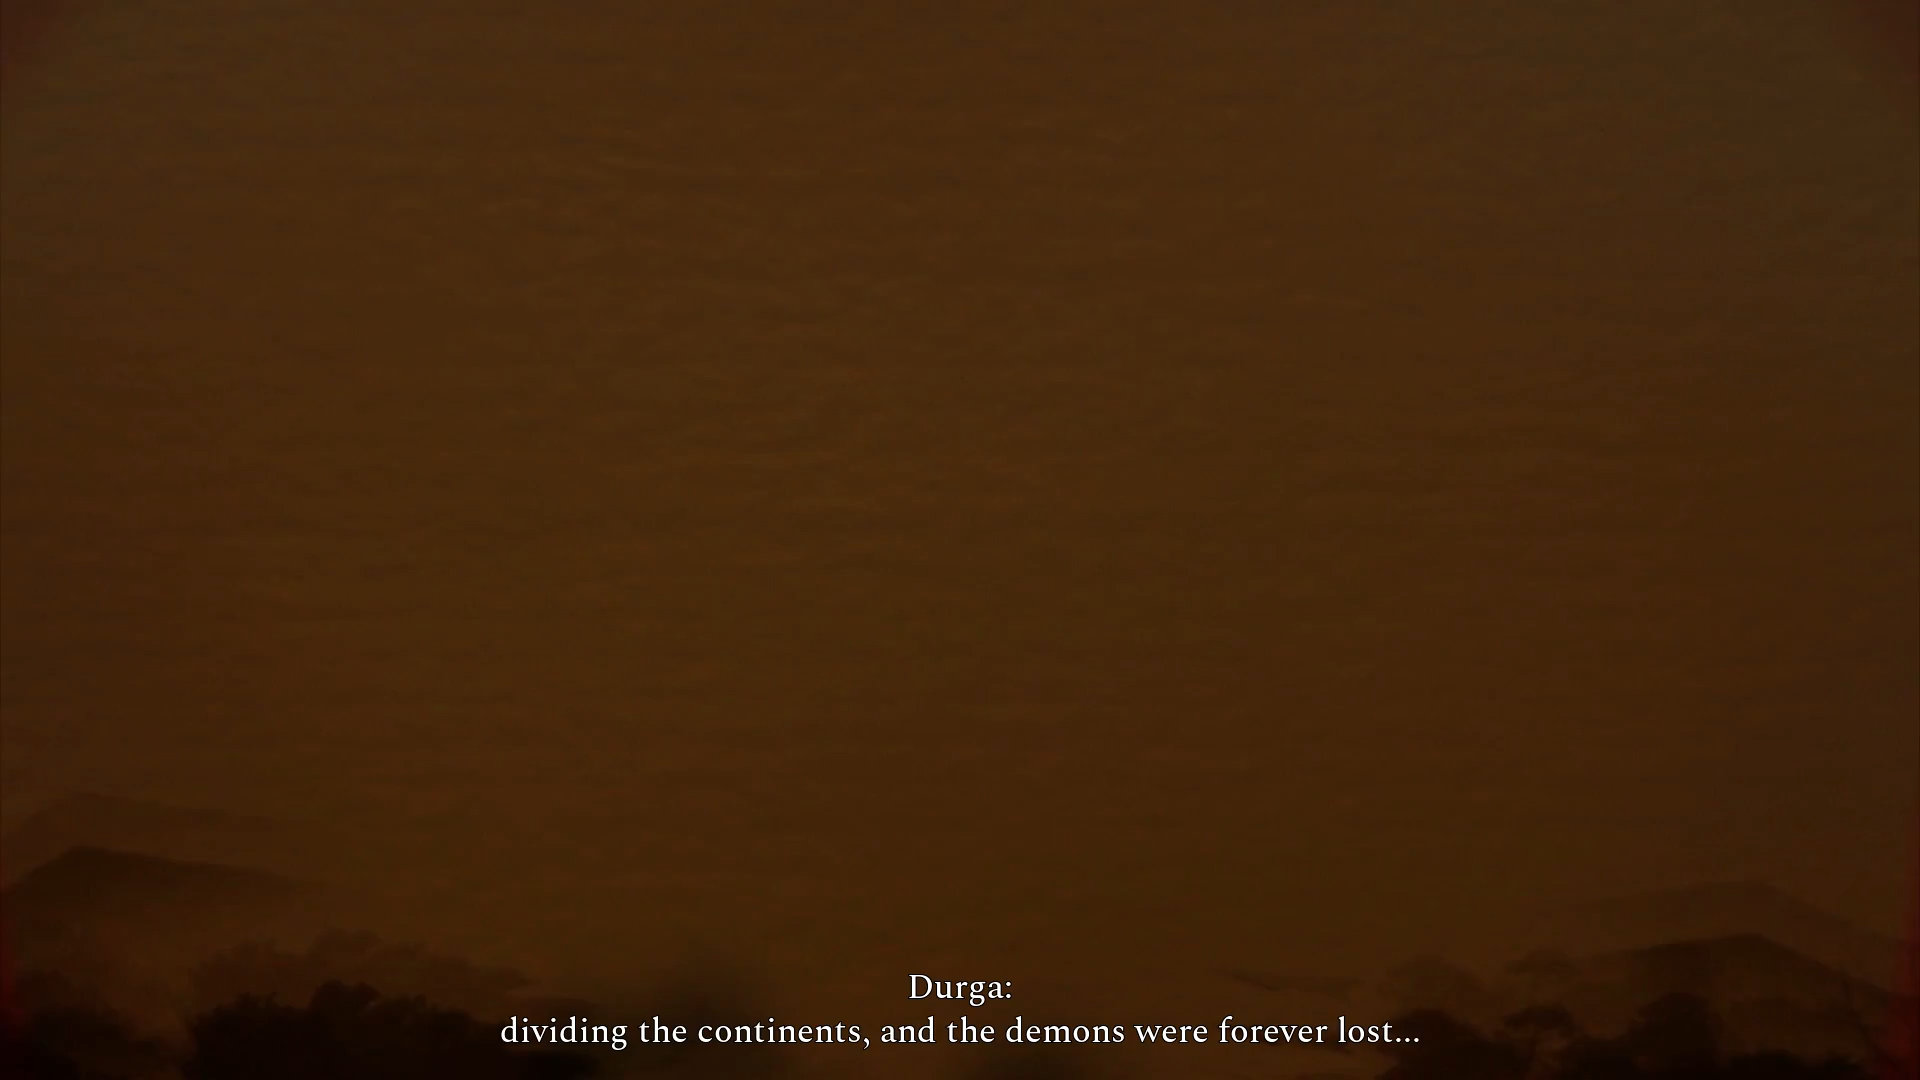 Durga:
dividing the continents, and the demons were forever lost...